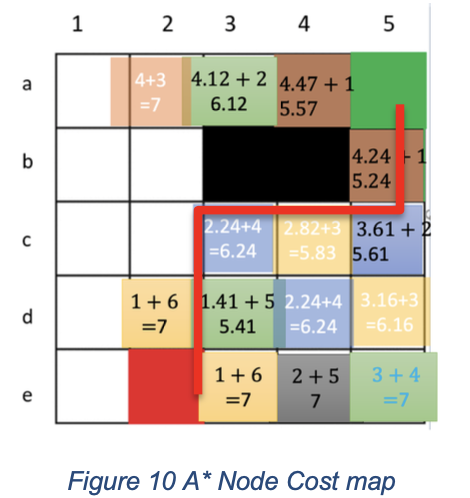 1 2 3 4 5
a
4+3
=7
4.12 + 2
6.12
4.47 + 1
5.57
b
4.24 + 1
5.24
c
2.24+4
=6.24
2.82+3
=5.83
3.61 + 2
5.61
d
1 + 6
=7
1.41 + 5
5.41
2.24+4
=6.24
3.16+3
=6.16
e
1 + 6
=7
2 + 5
7
3 + 4
=7
Figure 10 A* Node Cost map